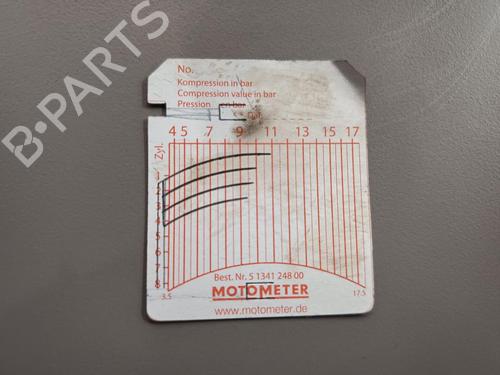 B-PARTS
No.
Kompression in bar
Compression value in bar
Pression en bar
4 5 7 9 11 13 15 17
Zyl.
1
2
3
4
5
6
7
8
3.5 17.5
Best. Nr. 5 1341 248 00
MOTOMETER
www.motometer.de